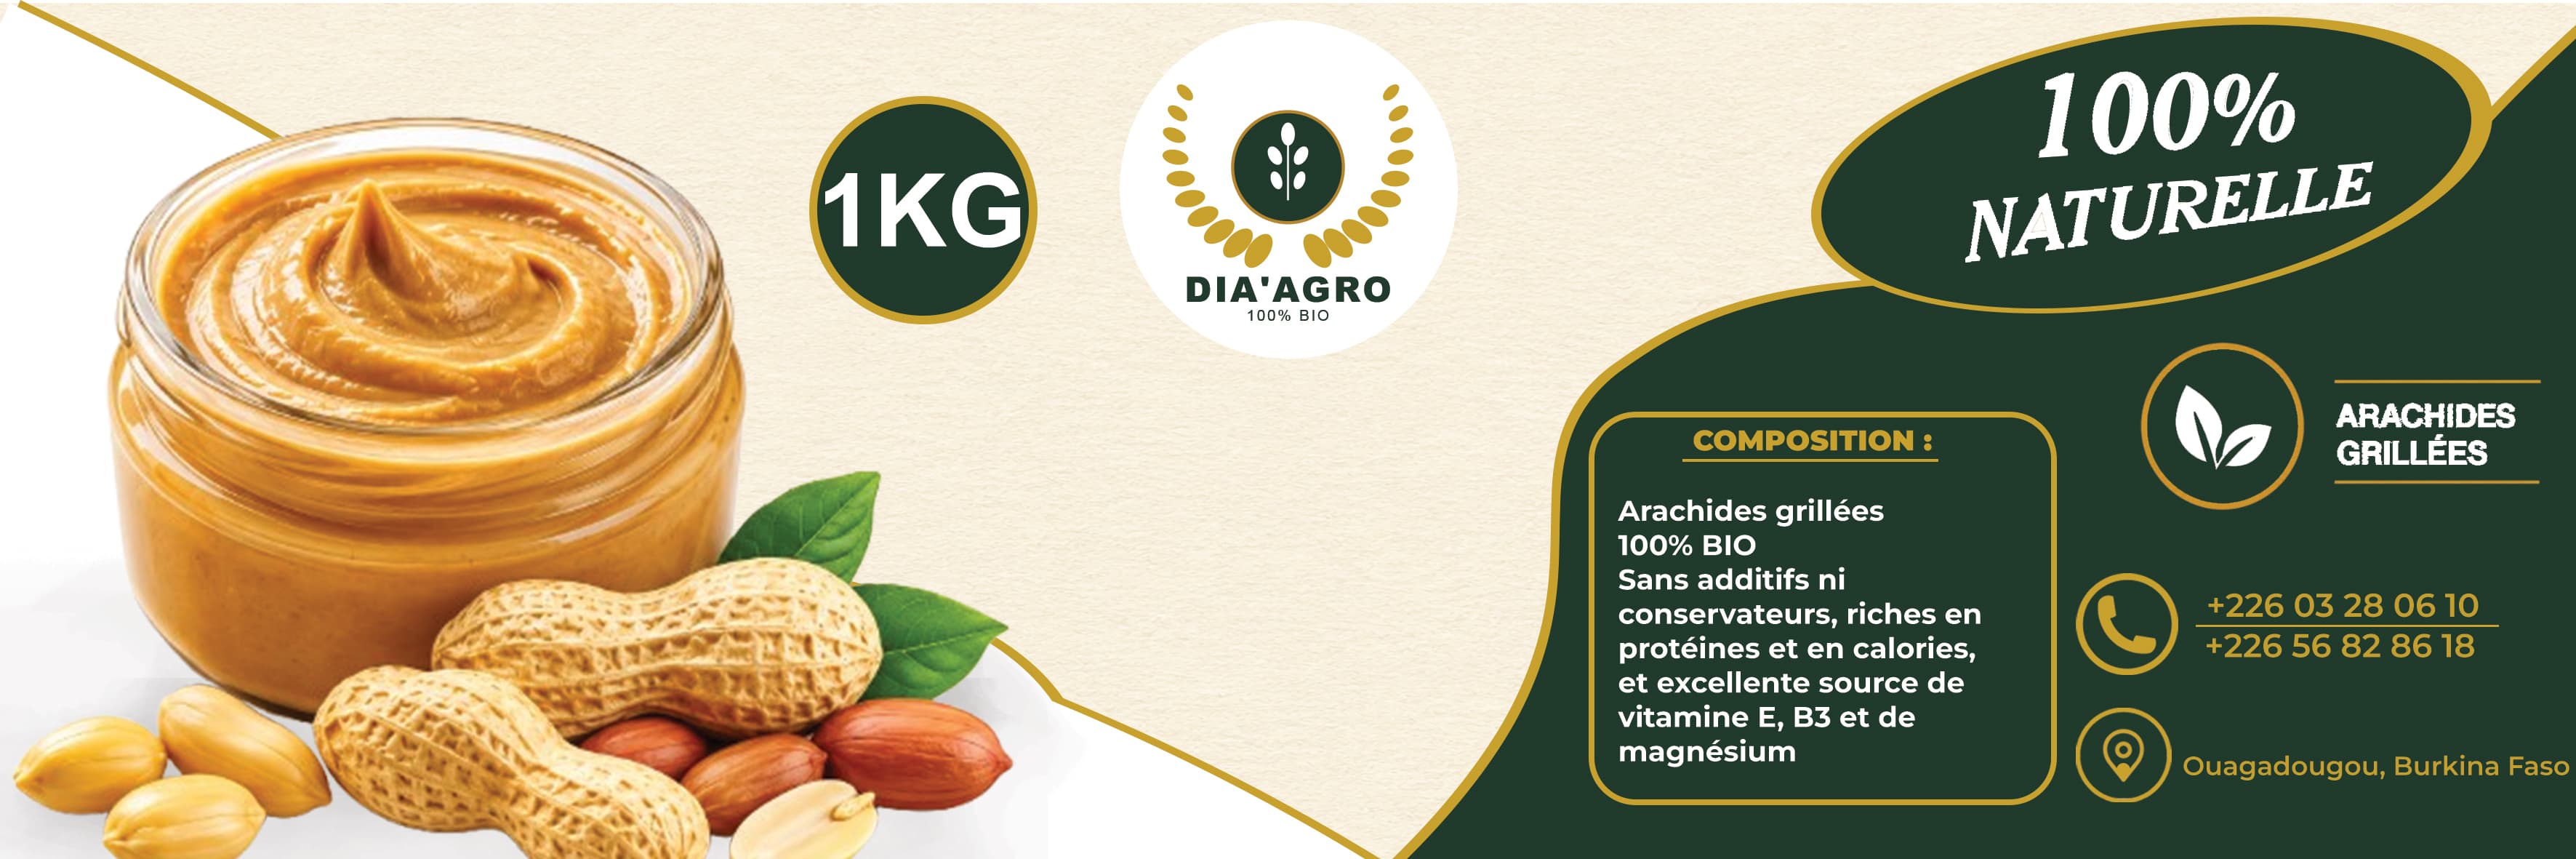 1KG
DIA'AGRO
100% BIO
100%
NATURELLE
COMPOSITION :
Arachides grillées
100% BIO
Sans additifs ni
conservateurs, riches en
protéines et en calories,
et excellente source de
vitamine E, B3 et de
magnésium
ARACHIDES
GRILLÉES
+226 03 28 06 10
+226 56 82 86 18
Ouagadougou, Burkina Faso